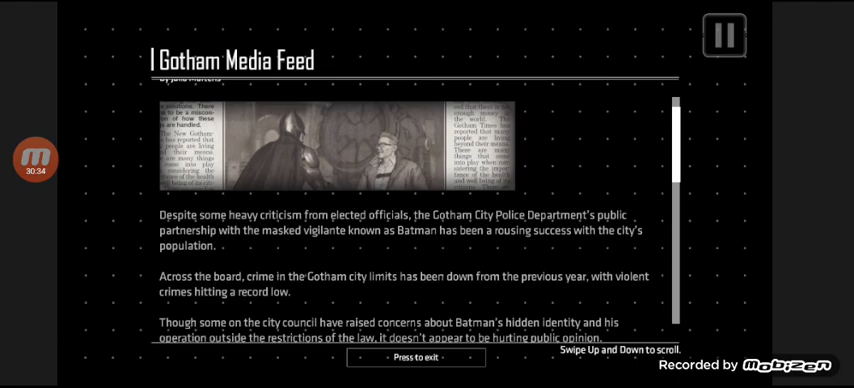 Gotham Media Feed
Despite some heavy criticism from elected officials, the Gotham City Police Department's public
partnership with the masked vigilante known as Batman has been a rousing success with the city's
population.
Across the board, crime in the Gotham city limits has been down from the previous year, with violent
crimes hitting a record low.
Though some on the city council have raised concerns about Batman's hidden identity and his
operation outside the restrictions of the law, it doesn't appear to be hurting public opinion.
Swipe Up and Down to scroll.
Press to exit
30:34
Recorded by mobizen